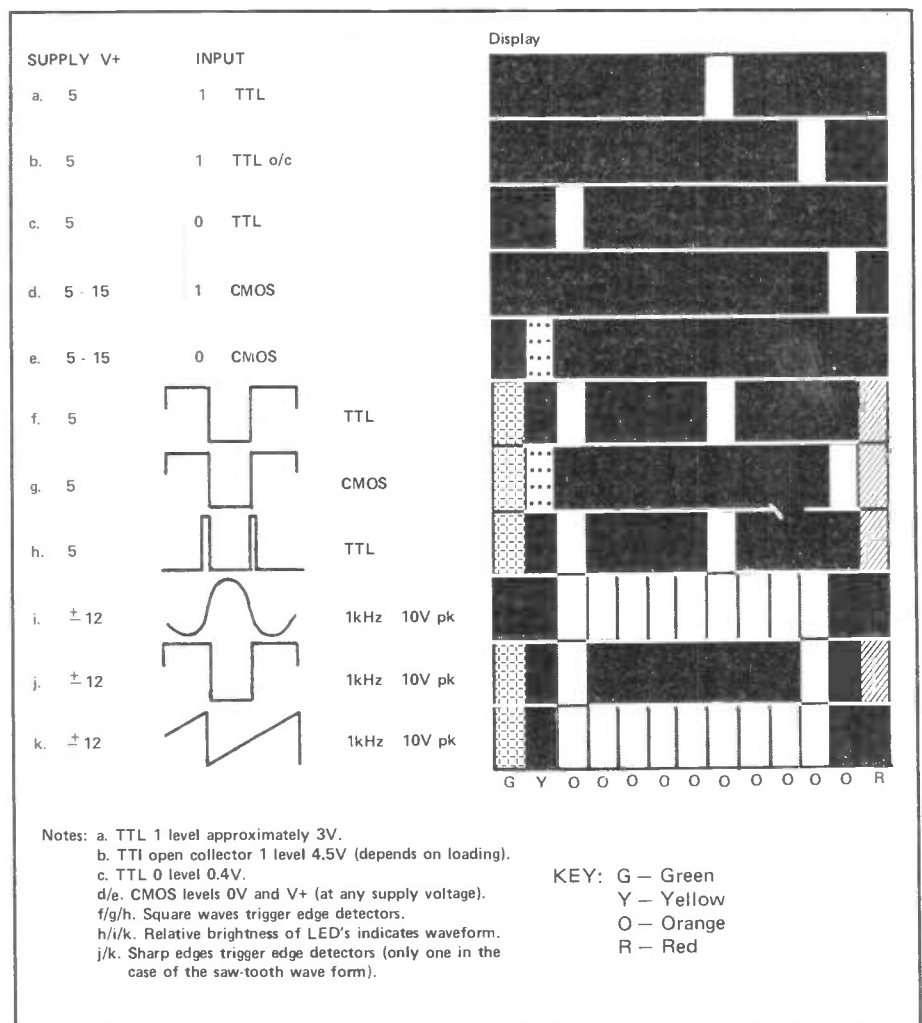 Display
SUPPLY V+ INPUT
a. 5 1 TTL
b. 5 1 TTL o/c
c. 5 0 TTL
d. 5 - 15 1 CMOS
e. 5 - 15 0 CMOS
f. 5 TTL
g. 5 CMOS
h. 5 TTL
i. ± 12 1kHz 10V pk
j. ± 12 1kHz 10V pk
k. ± 12 1kHz 10V pk
G Y O O O O O O O O O O R
Notes: a. TTL 1 level approximately 3V.
b. TTI open collector 1 level 4.5V (depends on loading).
c. TTL 0 level 0.4V.
d/e. CMOS levels 0V and V+ (at any supply voltage).
f/g/h. Square waves trigger edge detectors.
h/i/k. Relative brightness of LED's indicates waveform.
j/k. Sharp edges trigger edge detectors (only one in the
case of the saw-tooth wave form).
KEY: G — Green
Y — Yellow
O — Orange
R — Red